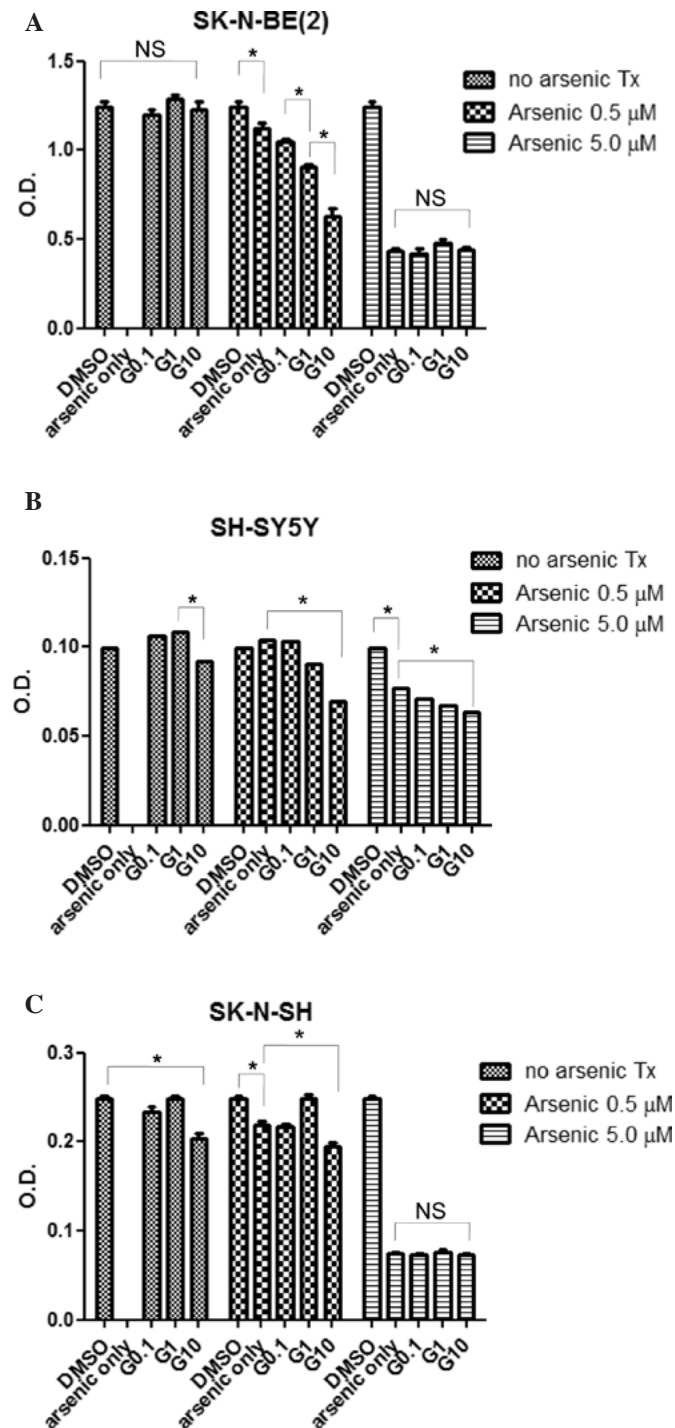 A
SK-N-BE(2)
NS
*
*
*
NS
no arsenic Tx
Arsenic 0.5 μM
Arsenic 5.0 μM
O.D.
1.5
1.0
0.5
0.0
DMSO
arsenic only
G0.1
G1
G10
DMSO
arsenic only
G0.1
G1
G10
DMSO
arsenic only
G0.1
G1
G10
B
SH-SY5Y
*
*
*
*
no arsenic Tx
Arsenic 0.5 μM
Arsenic 5.0 μM
O.D.
0.15
0.10
0.05
0.00
DMSO
arsenic only
G0.1
G1
G10
DMSO
arsenic only
G0.1
G1
G10
DMSO
arsenic only
G0.1
G1
G10
C
SK-N-SH
*
*
*
NS
no arsenic Tx
Arsenic 0.5 μM
Arsenic 5.0 μM
O.D.
0.3
0.2
0.1
0.0
DMSO
arsenic only
G0.1
G1
G10
DMSO
arsenic only
G0.1
G1
G10
DMSO
arsenic only
G0.1
G1
G10